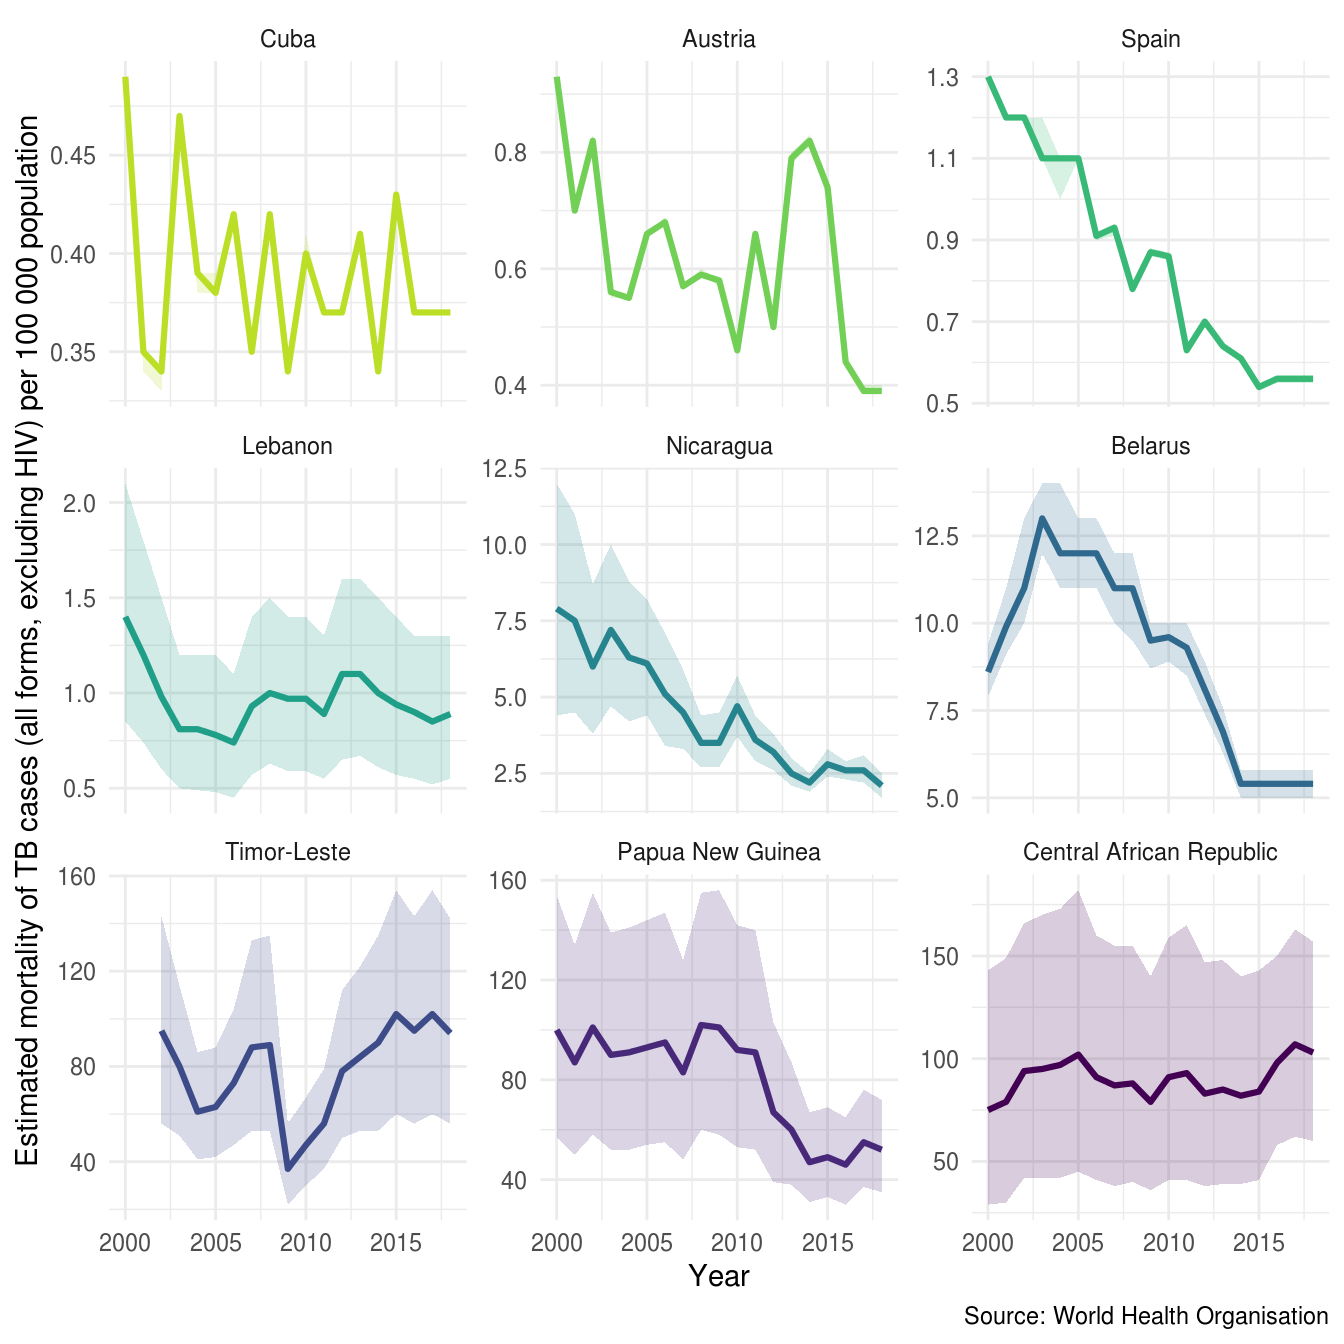 Cuba
Austria
Spain
0.45
0.40
0.35
0.8
0.6
0.4
1.3
1.1
0.9
0.7
0.5
Lebanon
Nicaragua
Belarus
2.0
1.5
1.0
0.5
12.5
10.0
7.5
5.0
2.5
12.5
10.0
7.5
5.0
Timor-Leste
Papua New Guinea
Central African Republic
160
120
80
40
160
120
80
40
150
100
50
2000 2005 2010 2015
2000 2005 2010 2015
2000 2005 2010 2015
Estimated mortality of TB cases (all forms, excluding HIV) per 100 000 population
Year
Source: World Health Organisation